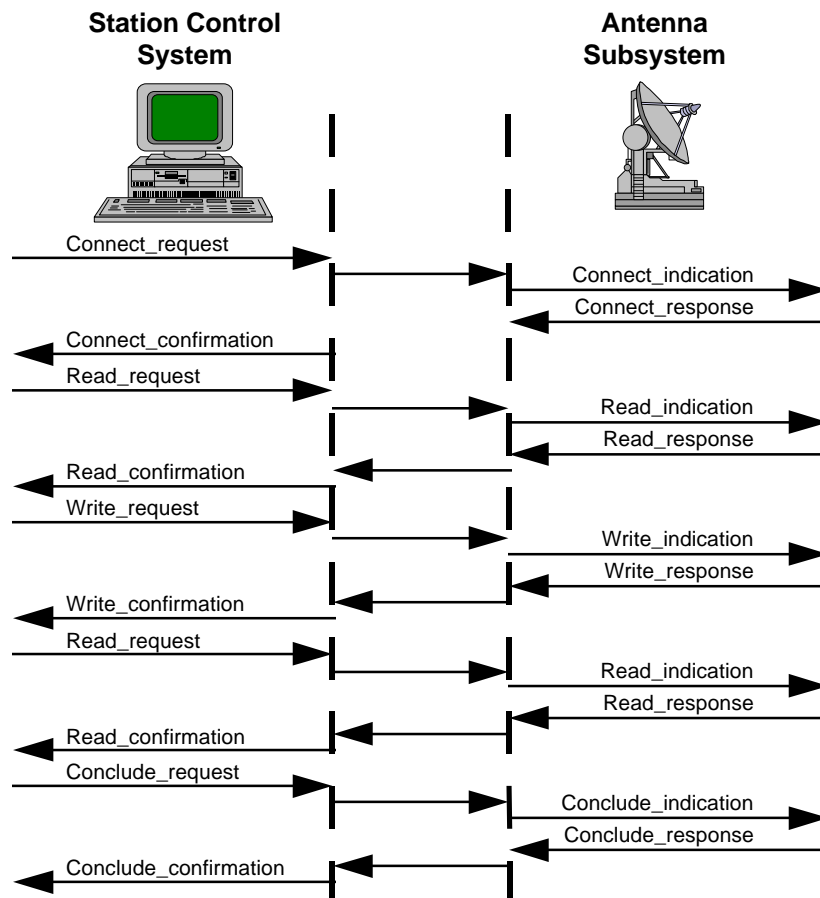 Station Control
System
Antenna
Subsystem
Connect_request
Connect_indication
Connect_response
Connect_confirmation
Read_request
Read_indication
Read_response
Read_confirmation
Write_request
Write_indication
Write_response
Write_confirmation
Read_request
Read_indication
Read_response
Read_confirmation
Conclude_request
Conclude_indication
Conclude_response
Conclude_confirmation